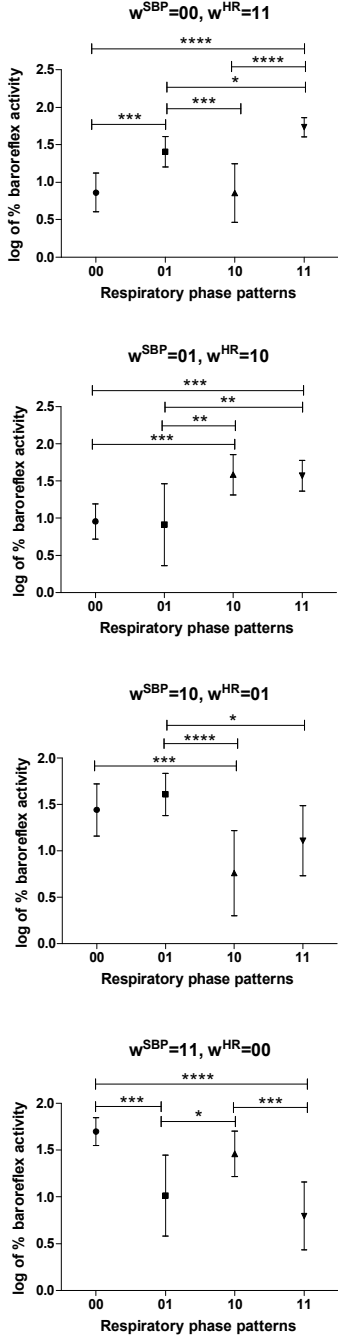 w^SBP=00, w^HR=11
****
****
*
***
***
log of % baroreflex activity
2.5
2.0
1.5
1.0
0.5
0.0
00 01 10 11
Respiratory phase patterns
w^SBP=01, w^HR=10
***
**
**
***
log of % baroreflex activity
2.5
2.0
1.5
1.0
0.5
0.0
00 01 10 11
Respiratory phase patterns
w^SBP=10, w^HR=01
*
****
***
log of % baroreflex activity
2.0
1.5
1.0
0.5
0.0
00 01 10 11
Respiratory phase patterns
w^SBP=11, w^HR=00
****
*** ***
*
log of % baroreflex activity
2.0
1.5
1.0
0.5
0.0
00 01 10 11
Respiratory phase patterns